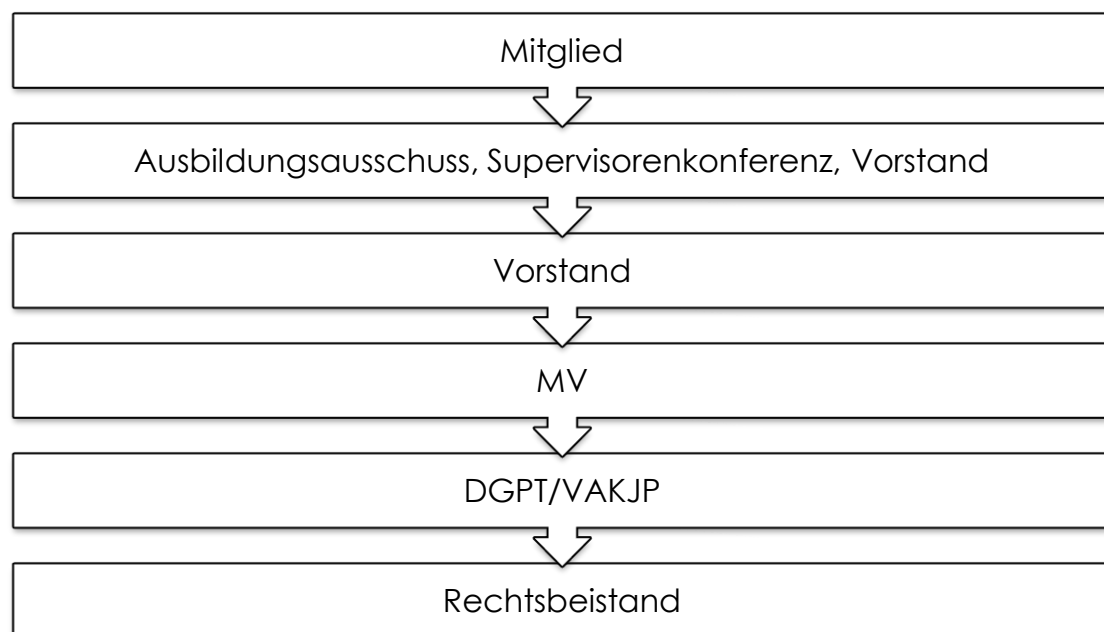 Mitglied
Ausbildungsausschuss, Supervisorenkonferenz, Vorstand
Vorstand
MV
DGPT/VAKJP
Rechtsbeistand